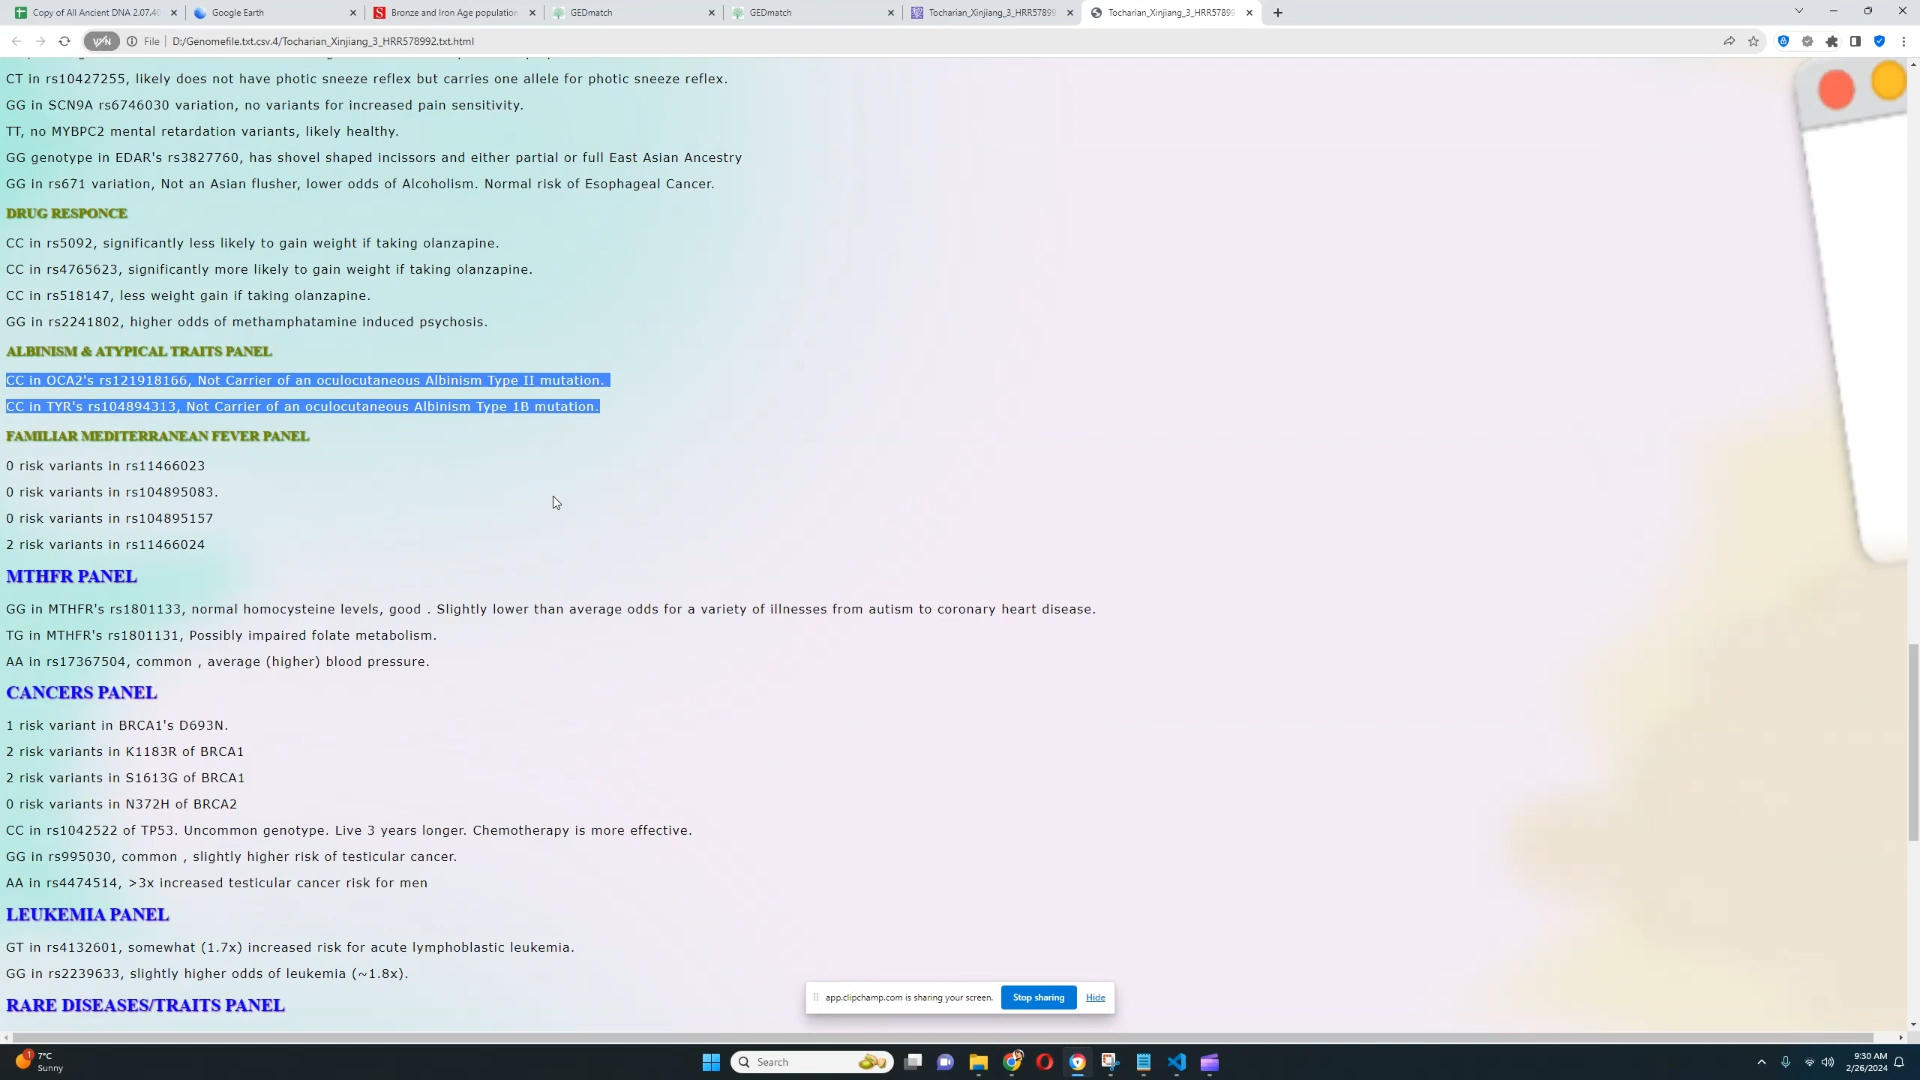 Copy of All Ancient DNA 2.07.4
Google Earth
Bronze and Iron Age population
GEDmatch
GEDmatch
Tocharian_Xinjiang_3_HRR57899
Tocharian_Xinjiang_3_HRR57899
VPN
File
D:/Genomefile.txt.csv.4/Tocharian_Xinjiang_3_HRR578992.txt.html
CT in rs10427255, likely does not have photic sneeze reflex but carries one allele for photic sneeze reflex.
GG in SCN9A rs6746030 variation, no variants for increased pain sensitivity.
TT, no MYBPC2 mental retardation variants, likely healthy.
GG genotype in EDAR's rs3827760, has shovel shaped incissors and either partial or full East Asian Ancestry
GG in rs671 variation, Not an Asian flusher, lower odds of Alcoholism. Normal risk of Esophageal Cancer.
DRUG RESPONCE
CC in rs5092, significantly less likely to gain weight if taking olanzapine.
CC in rs4765623, significantly more likely to gain weight if taking olanzapine.
CC in rs518147, less weight gain if taking olanzapine.
GG in rs2241802, higher odds of methamphatamine induced psychosis.
ALBINISM & ATYPICAL TRAITS PANEL
CC in OCA2's rs121918166, Not Carrier of an oculocutaneous Albinism Type II mutation.
CC in TYR's rs104894313, Not Carrier of an oculocutaneous Albinism Type 1B mutation.
FAMILIAR MEDITERRANEAN FEVER PANEL
0 risk variants in rs11466023
0 risk variants in rs104895083.
0 risk variants in rs104895157
2 risk variants in rs11466024
MTHFR PANEL
GG in MTHFR's rs1801133, normal homocysteine levels, good . Slightly lower than average odds for a variety of illnesses from autism to coronary heart disease.
TG in MTHFR's rs1801131, Possibly impaired folate metabolism.
AA in rs17367504, common , average (higher) blood pressure.
CANCERS PANEL
1 risk variant in BRCA1's D693N.
2 risk variants in K1183R of BRCA1
2 risk variants in S1613G of BRCA1
0 risk variants in N372H of BRCA2
CC in rs1042522 of TP53. Uncommon genotype. Live 3 years longer. Chemotherapy is more effective.
GG in rs995030, common , slightly higher risk of testicular cancer.
AA in rs4474514, >3x increased testicular cancer risk for men
LEUKEMIA PANEL
GT in rs4132601, somewhat (1.7x) increased risk for acute lymphoblastic leukemia.
GG in rs2239633, slightly higher odds of leukemia (~1.8x).
app.clipchamp.com is sharing your screen.
Stop sharing
Hide
RARE DISEASES/TRAITS PANEL
1
7°C
Sunny
Search
9:30 AM
2/26/2024